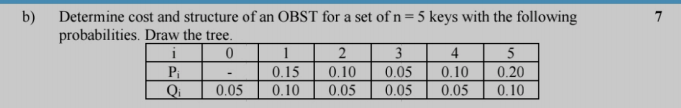 b) Determine cost and structure of an OBST for a set of n = 5 keys with the following 7
probabilities. Draw the tree.
i 0 1 2 3 4 5
Pi - 0.15 0.10 0.05 0.10 0.20
Qi 0.05 0.10 0.05 0.05 0.05 0.10